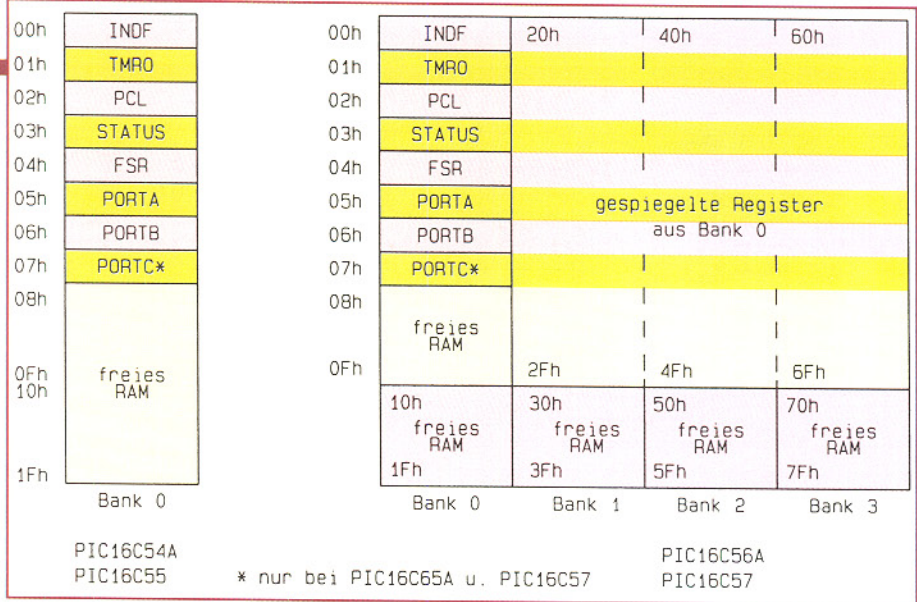 00h INDF 00h INDF 20h 40h 60h
01h TMR0 01h TMR0
02h PCL 02h PCL
03h STATUS 03h STATUS
04h FSR 04h FSR
05h PORTA 05h PORTA gespiegelte Register
06h PORTB 06h PORTB aus Bank 0
07h PORTC* 07h PORTC*
08h 08h
freies
RAM
0Fh 0Fh 2Fh 4Fh 6Fh
freies
RAM
10h 10h 30h 50h 70h
freies freies freies freies
RAM RAM RAM RAM
1Fh 1Fh 3Fh 5Fh 7Fh
Bank 0 Bank 0 Bank 1 Bank 2 Bank 3
PIC16C54A PIC16C56A
PIC16C55 * nur bei PIC16C65A u. PIC16C57 PIC16C57